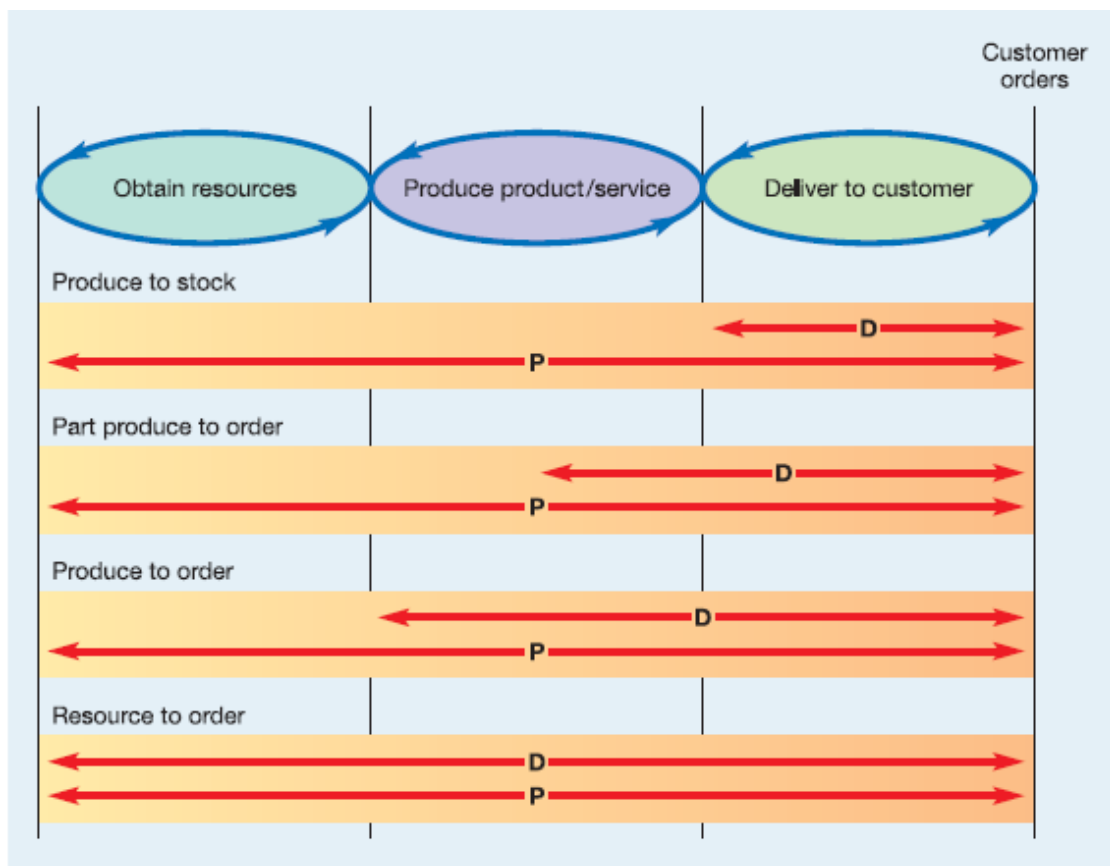 Customer
orders
Obtain resources
Produce product/service
Deliver to customer
Produce to stock
D
P
Part produce to order
D
P
Produce to order
D
P
Resource to order
D
P